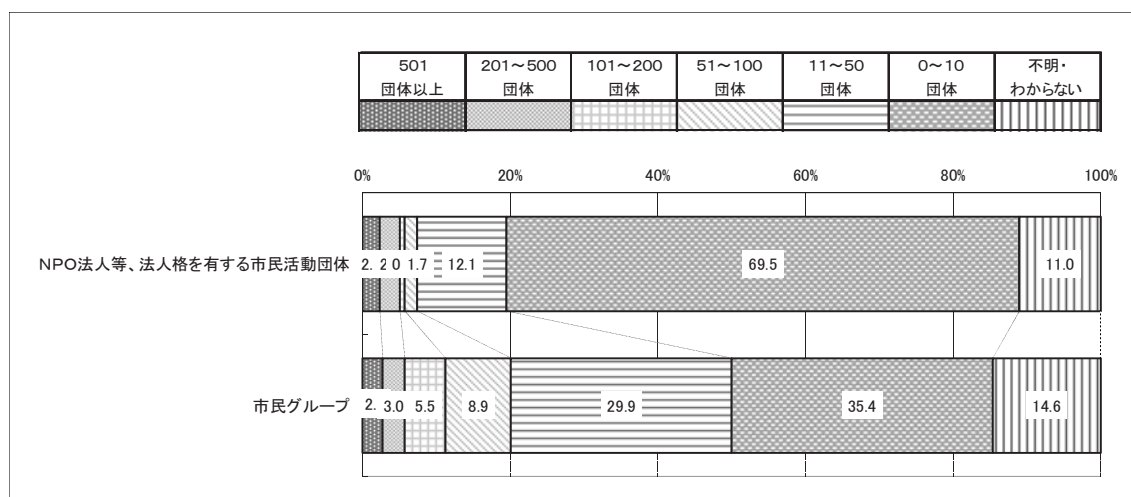 501
団体以上
201～500
団体
101～200
団体
51～100
団体
11～50
団体
0～10
団体
不明・
わからない
0%
20%
40%
60%
80%
100%
NPO法人等、法人格を有する市民活動団体
2.
2
0
1.7
12.1
69.5
11.0
市民グループ
2.
3.0
5.5
8.9
29.9
35.4
14.6